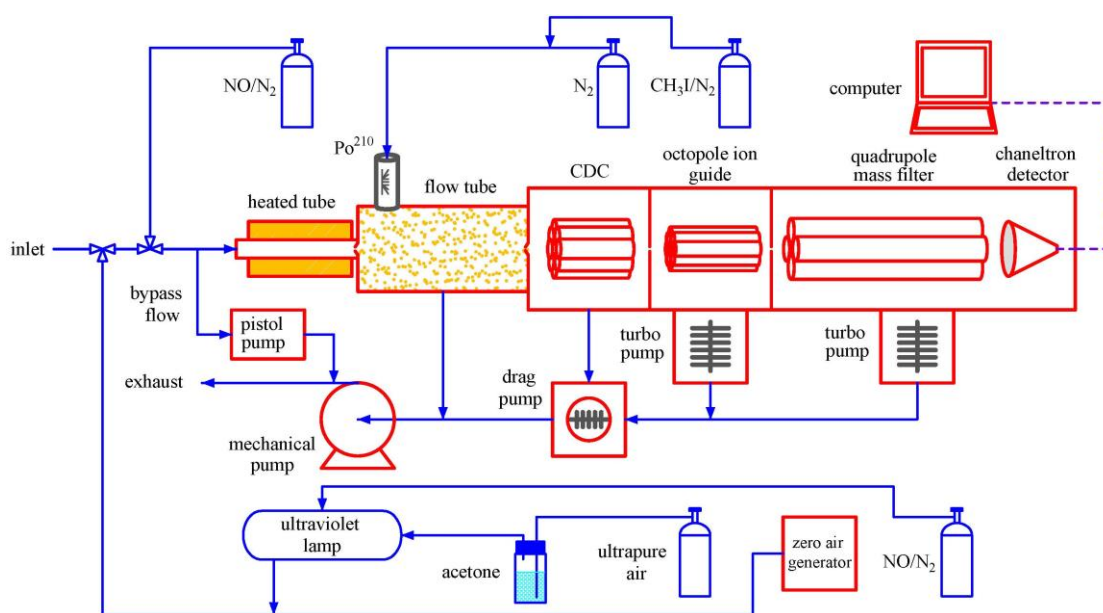 NO/N₂
N₂
CH₃I/N₂
computer
Po²¹⁰
heated tube
flow tube
CDC
octopole ion
guide
quadrupole
mass filter
chaneltron
detector
inlet
bypass
flow
pistol
pump
exhaust
mechanical
pump
drag
pump
turbo
pump
turbo
pump
ultraviolet
lamp
acetone
ultrapure
air
zero air
generator
NO/N₂